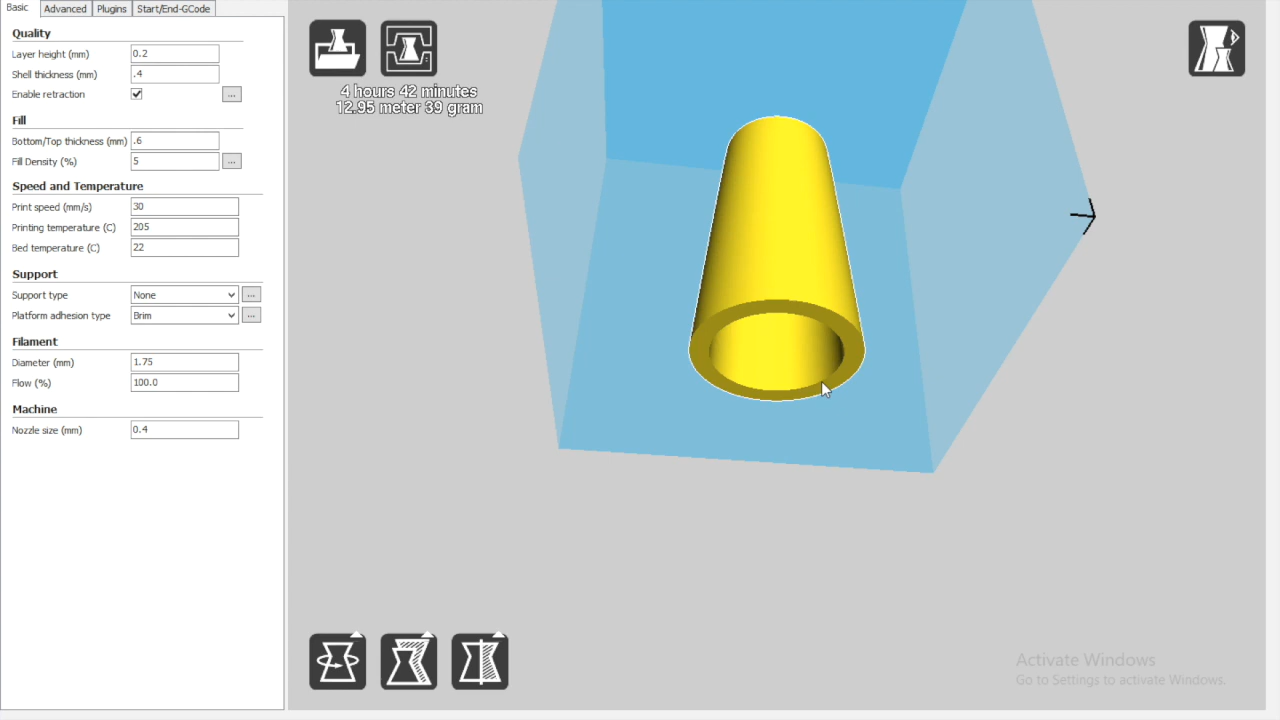 Basic Advanced Plugins Start/End-GCode
Quality
Layer height (mm) 0.2
Shell thickness (mm) .4
Enable retraction ...
Fill
Bottom/Top thickness (mm) .6
Fill Density (%) 5 ...
Speed and Temperature
Print speed (mm/s) 30
Printing temperature (C) 205
Bed temperature (C) 22
Support
Support type None ...
Platform adhesion type Brim ...
Filament
Diameter (mm) 1.75
Flow (%) 100.0
Machine
Nozzle size (mm) 0.4
4 hours 42 minutes
12.95 meter 39 gram
Activate Windows
Go to Settings to activate Windows.